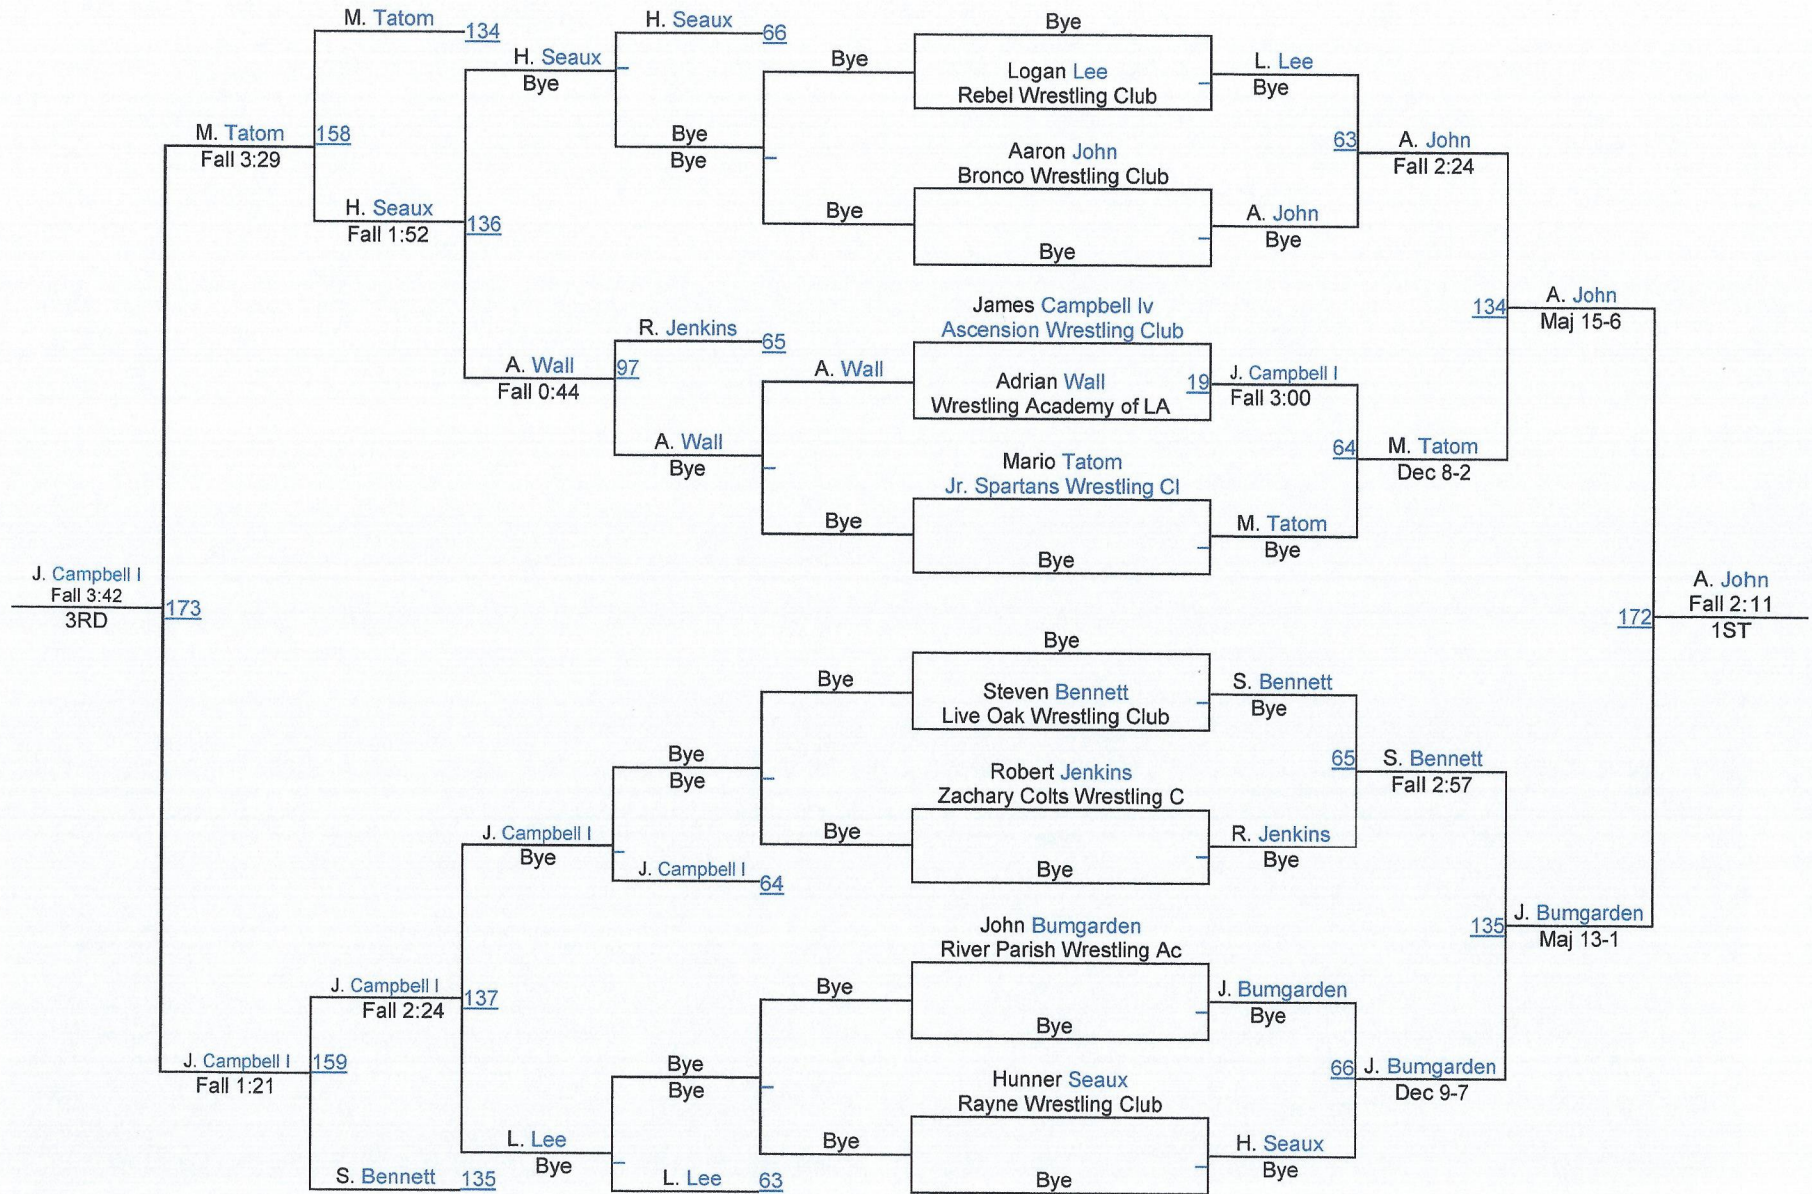 M. Tatom
134
H. Seaux
Bye
H. Seaux
66
M. Tatom
158
Fall 3:29
Bye
Bye
H. Seaux
136
Fall 1:52
R. Jenkins
65
A. Wall
97
Fall 0:44
A. Wall
Bye
J. Campbell I
Fall 3:42
3RD
173
Bye
Bye
J. Campbell I
Bye
J. Campbell I
64
J. Campbell I
137
Fall 2:24
J. Campbell I
159
Fall 1:21
Bye
Bye
L. Lee
Bye
L. Lee
63
S. Bennett
135
Bye
Bye
A. Wall
Bye
Bye
Bye
Bye
Bye
Bye
Logan Lee
Rebel Wrestling Club
Aaron John
Bronco Wrestling Club
Bye
James Campbell Iv
Ascension Wrestling Club
Adrian Wall
19
Wrestling Academy of LA
Mario Tatom
Jr. Spartans Wrestling Cl
Bye
Bye
Steven Bennett
Live Oak Wrestling Club
Robert Jenkins
Zachary Colts Wrestling C
Bye
John Bumgarden
River Parish Wrestling Ac
Bye
Hunner Seaux
Rayne Wrestling Club
Bye
L. Lee
Bye
63
A. John
Fall 2:24
A. John
Bye
134
A. John
Maj 15-6
J. Campbell I
Fall 3:00
64
M. Tatom
Dec 8-2
M. Tatom
Bye
172
A. John
Fall 2:11
1ST
S. Bennett
Bye
65
S. Bennett
Fall 2:57
R. Jenkins
Bye
135
J. Bumgarden
Maj 13-1
J. Bumgarden
Bye
66
J. Bumgarden
Dec 9-7
H. Seaux
Bye